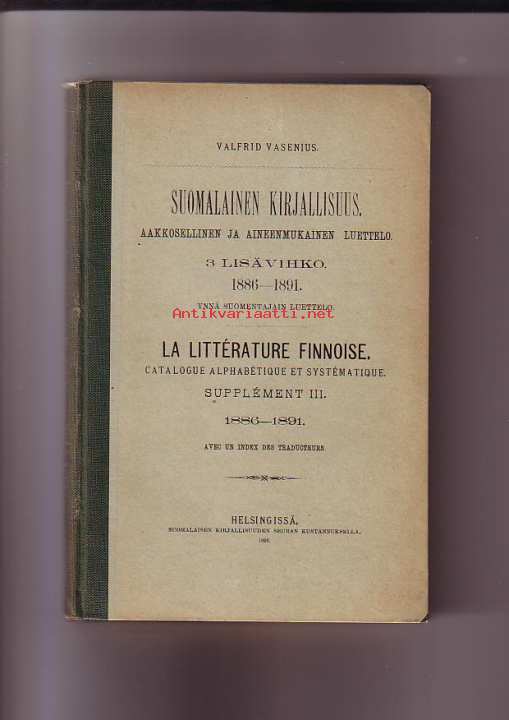 VALFRID VASENIUS.
SUOMALAINEN KIRJALLISUUS.
AAKKOSELLINEN JA AINEENMUKAINEN LUETTELO.
3 LISÄVIHKO.
1886—1891.
YNNÄ SUOMENTAJAIN LUETTELO.
Antikvariaatti.net
LA LITTÉRATURE FINNOISE.
CATALOGUE ALPHABÉTIQUE ET SYSTÉMATIQUE.
SUPPLÉMENT III.
1886—1891.
AVEC UN INDEX DES TRADUCTEURS.
HELSINGISSÄ,
SUOMALAISEN KIRJALLISUUDEN SEURAN KUSTANNUKSELLA,